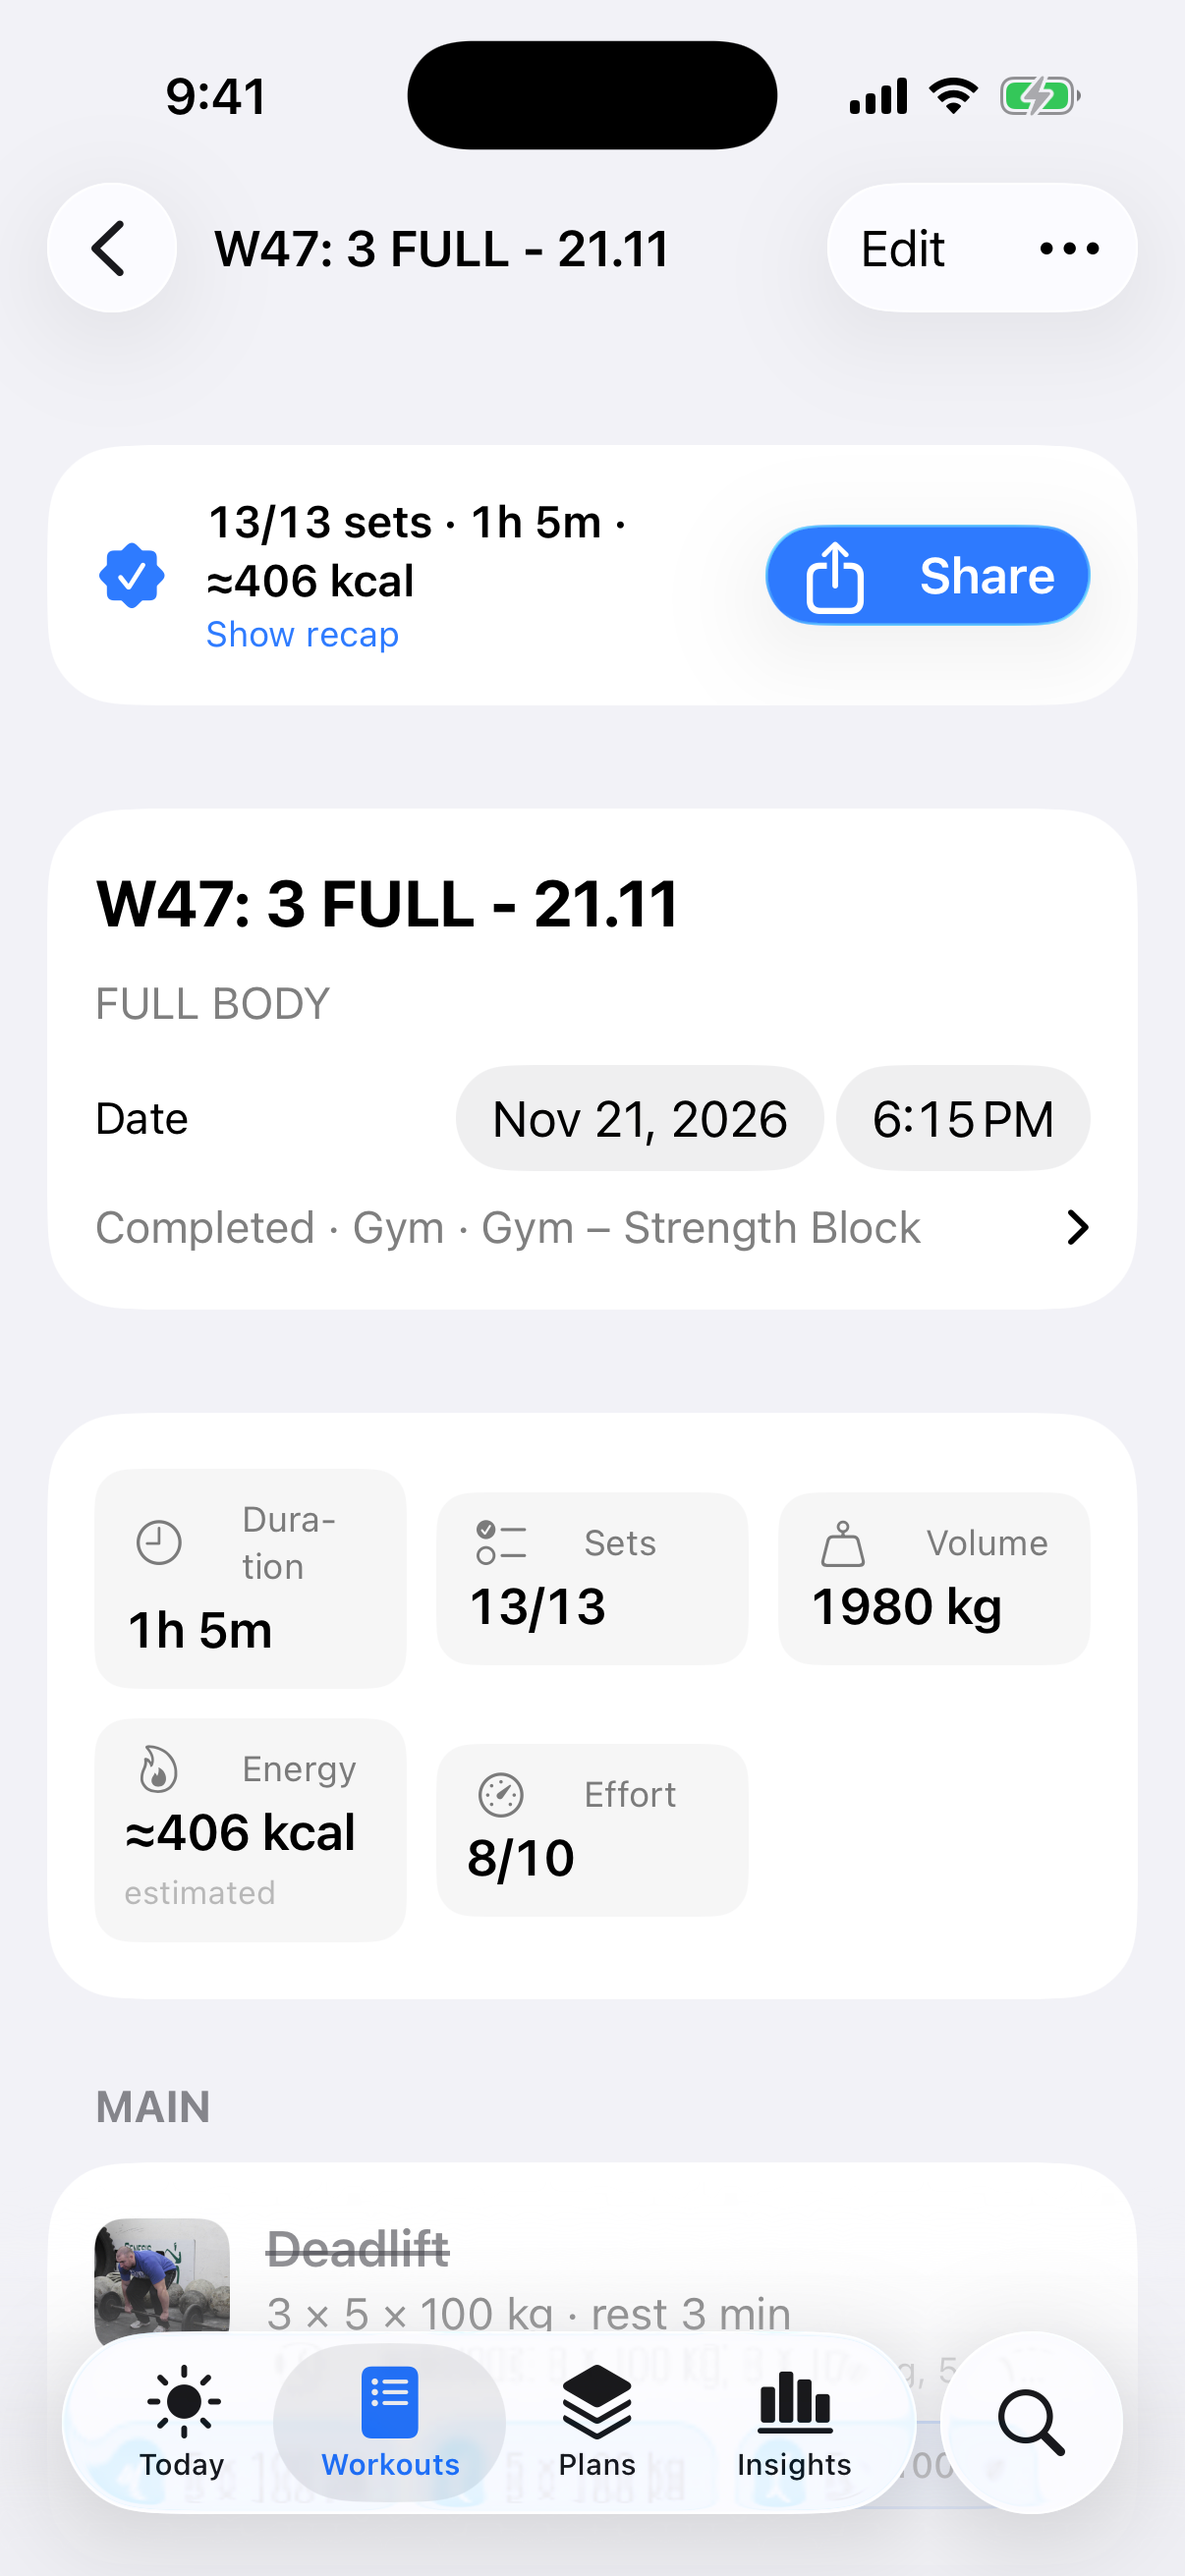 9:41
W47: 3 FULL - 21.11
Edit
13/13 sets · 1h 5m ·
≈406 kcal
Show recap
Share
W47: 3 FULL - 21.11
FULL BODY
Date
Nov 21, 2026
6:15 PM
Completed · Gym · Gym – Strength Block
Dura-
tion
1h 5m
Sets
13/13
Volume
1980 kg
Energy
≈406 kcal
estimated
Effort
8/10
MAIN
Deadlift
3 × 5 × 100 kg · rest 3 min
Today
Workouts
Plans
Insights